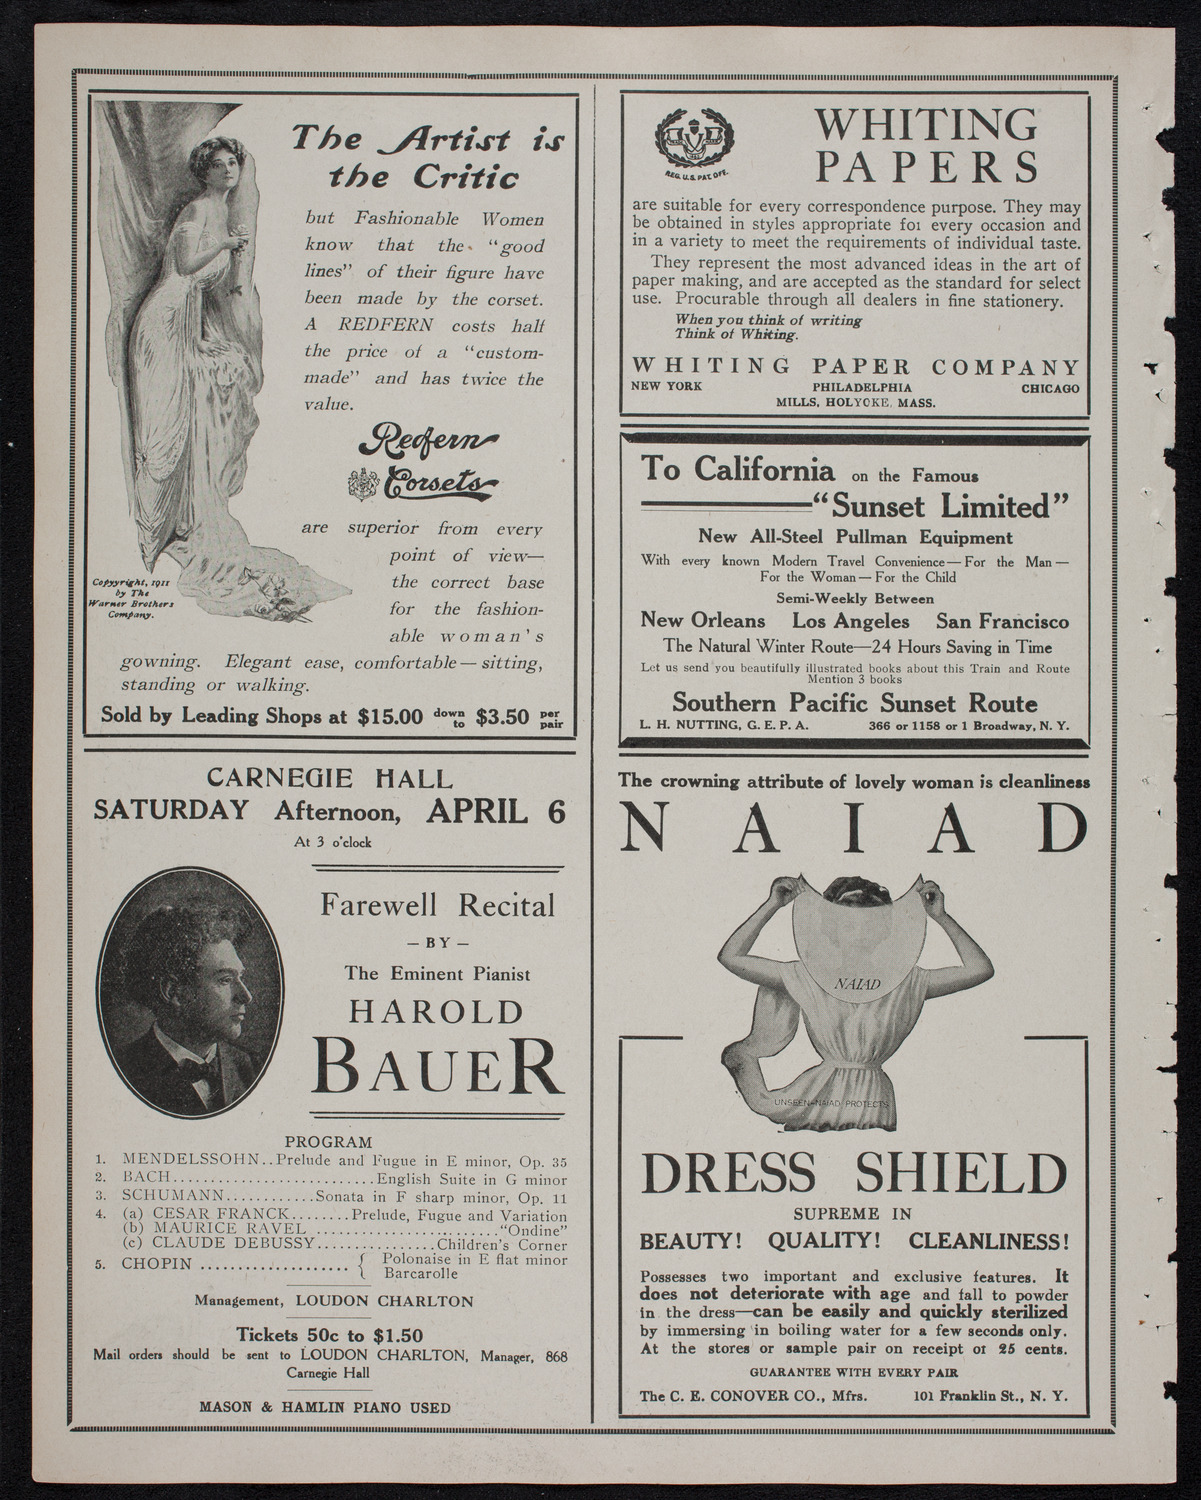 The Artist is
the Critic
but Fashionable Women
know that the "good
lines" of their figure have
been made by the corset.
A REDFERN costs half
the price of a "custom-
made" and has twice the
value.
Redfern
Corsets
are superior from every
point of view—
the correct base
for the fashion-
able woman's
gowning. Elegant ease, comfortable—sitting,
standing or walking.
Copyright, 1911
by The
Warner Brothers
Company.
Sold by Leading Shops at $15.00 down to $3.50 per pair
CARNEGIE HALL
SATURDAY Afternoon, APRIL 6
At 3 o'clock
Farewell Recital
— BY —
The Eminent Pianist
HAROLD
BAUER
PROGRAM
1. MENDELSSOHN..Prelude and Fugue in E minor, Op. 35
2. BACH............................English Suite in G minor
3. SCHUMANN............Sonata in F sharp minor, Op. 11
4. (a) CESAR FRANCK........Prelude, Fugue and Variation
(b) MAURICE RAVEL ..........................."Ondine"
(c) CLAUDE DEBUSSY................Children's Corner
5. CHOPIN .................... { Polonaise in E flat minor
Barcarolle
Management, LOUDON CHARLTON
Tickets 50c to $1.50
Mail orders should be sent to LOUDON CHARLTON, Manager, 868
Carnegie Hall
MASON & HAMLIN PIANO USED
REG. U.S. PAT. OFF.
WHITING
PAPERS
are suitable for every correspondence purpose. They may
be obtained in styles appropriate for every occasion and
in a variety to meet the requirements of individual taste.
They represent the most advanced ideas in the art of
paper making, and are accepted as the standard for select
use. Procurable through all dealers in fine stationery.
When you think of writing
Think of Whiting.
WHITING PAPER COMPANY
NEW YORK PHILADELPHIA CHICAGO
MILLS, HOLYOKE, MASS.
To California on the Famous
"Sunset Limited"
New All-Steel Pullman Equipment
With every known Modern Travel Convenience—For the Man—
For the Woman—For the Child
Semi-Weekly Between
New Orleans Los Angeles San Francisco
The Natural Winter Route—24 Hours Saving in Time
Let us send you beautifully illustrated books about this Train and Route
Mention 3 books
Southern Pacific Sunset Route
L. H. NUTTING, G. E. P. A. 366 or 1158 or 1 Broadway, N. Y.
The crowning attribute of lovely woman is cleanliness
NAIAD
NAIAD
UNSEEN-NAIAD PROTECTS
DRESS SHIELD
SUPREME IN
BEAUTY! QUALITY! CLEANLINESS!
Possesses two important and exclusive features. It
does not deteriorate with age and fall to powder
in the dress—can be easily and quickly sterilized
by immersing in boiling water for a few seconds only.
At the stores or sample pair on receipt of 25 cents.
GUARANTEE WITH EVERY PAIR
The C. E. CONOVER CO., Mfrs. 101 Franklin St., N. Y.